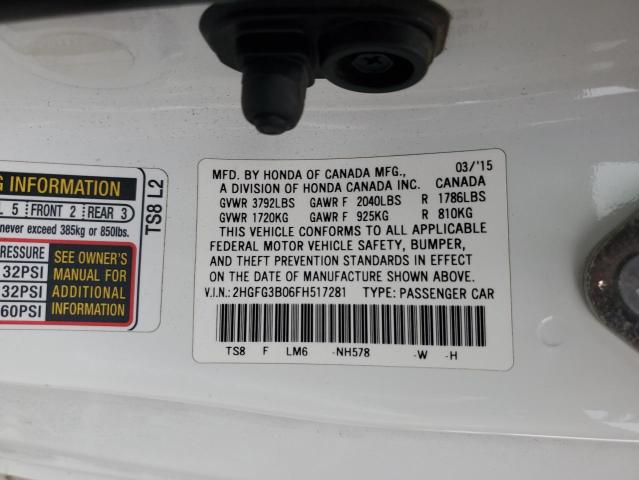 G INFORMATION
L 5 FRONT 2 REAR 3
never exceed 385kg or 850lbs.
PRESSURE
32PSI
32PSI
60PSI
SEE OWNER'S
MANUAL FOR
ADDITIONAL
INFORMATION
TS8 L2
MFD. BY HONDA OF CANADA MFG., 03/'15
A DIVISION OF HONDA CANADA INC. CANADA
GVWR 3792LBS GAWR F 2040LBS R 1786LBS
GVWR 1720KG GAWR F 925KG R 810KG
THIS VEHICLE CONFORMS TO ALL APPLICABLE
FEDERAL MOTOR VEHICLE SAFETY, BUMPER,
AND THEFT PREVENTION STANDARDS IN EFFECT
ON THE DATE OF MANUFACTURE SHOWN ABOVE.
V.I.N.: 2HGFG3B06FH517281 TYPE: PASSENGER CAR
TS8 F LM6 -NH578 -W -H